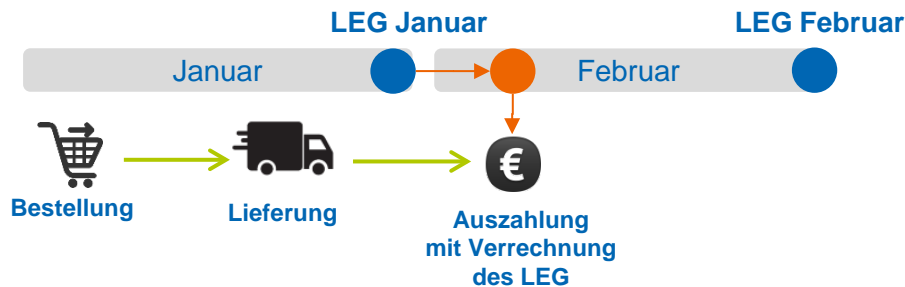 LEG Januar
LEG Februar
Januar
Februar
€
Bestellung
Lieferung
Auszahlung
mit Verrechnung
des LEG